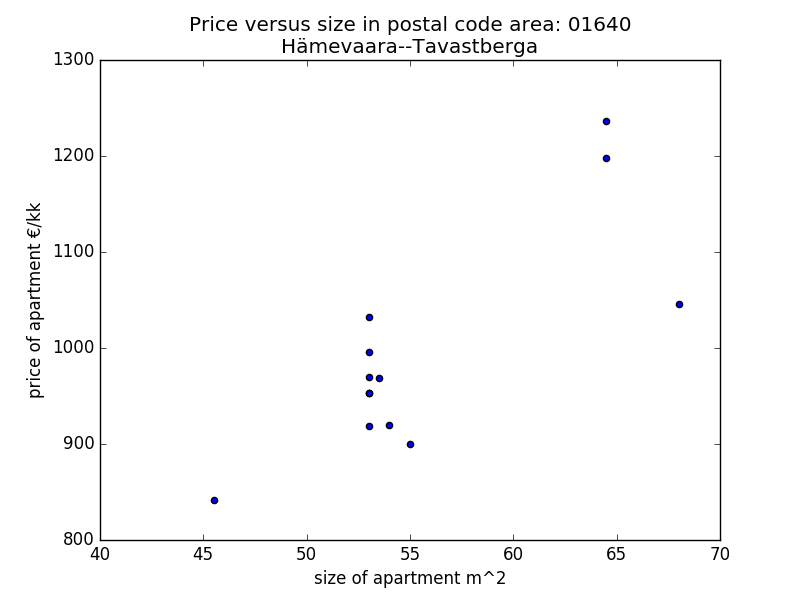 Price versus size in postal code area: 01640
Hämevaara--Tavastberga
1300
1200
1100
1000
900
800
price of apartment €/kk
40 45 50 55 60 65 70
size of apartment m^2